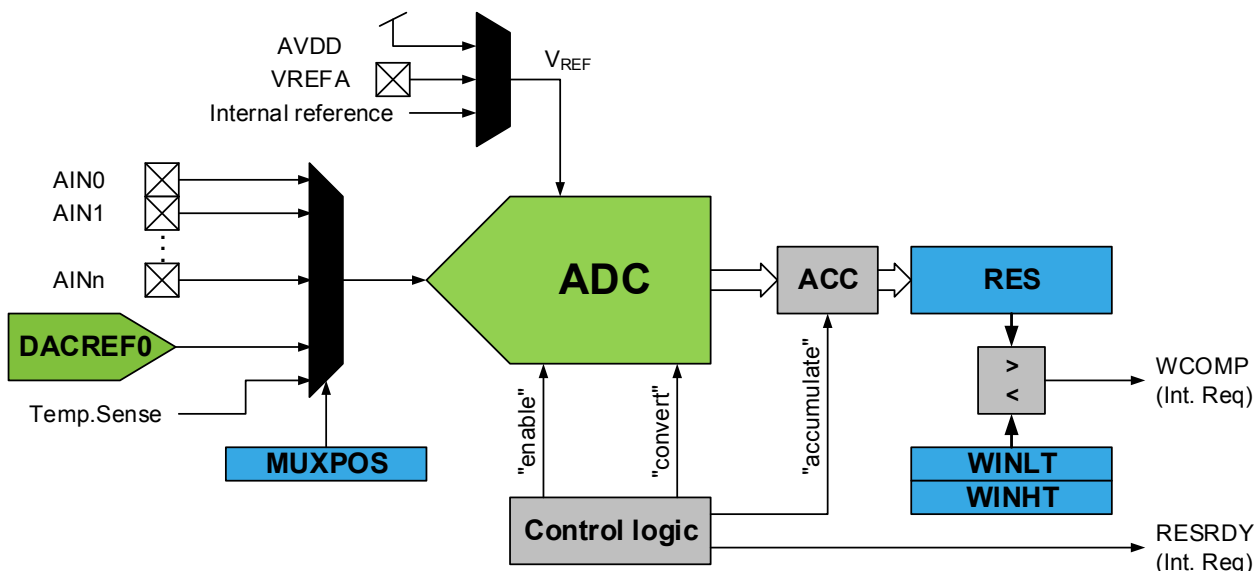 AVDD
VREFA
Internal reference
VREF
AIN0
AIN1
AINn
DACREF0
Temp.Sense
MUXPOS
ADC
ACC
RES
>
<
WCOMP
(Int. Req)
WINLT
WINHT
"enable"
"convert"
"accumulate"
Control logic
RESRDY
(Int. Req)